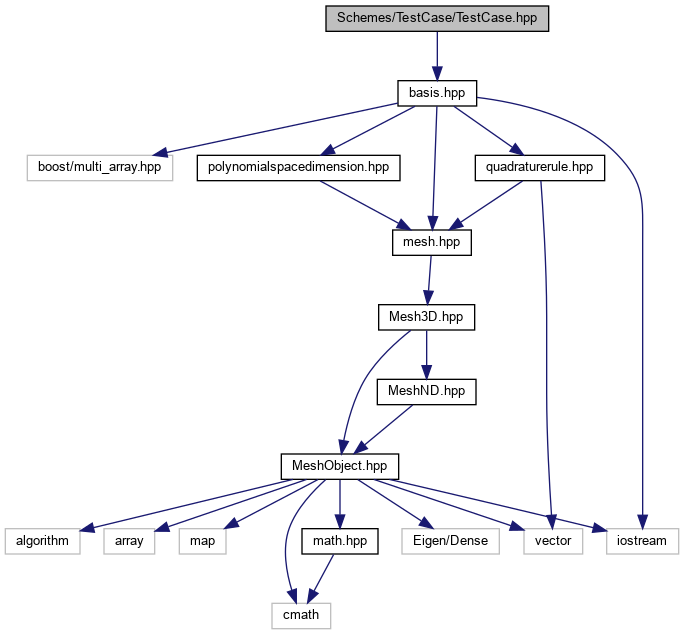 Schemes/TestCase/TestCase.hpp
basis.hpp
boost/multi_array.hpp
polynomialspacedimension.hpp
quadraturerule.hpp
mesh.hpp
Mesh3D.hpp
MeshND.hpp
MeshObject.hpp
algorithm
array
map
math.hpp
Eigen/Dense
vector
iostream
cmath